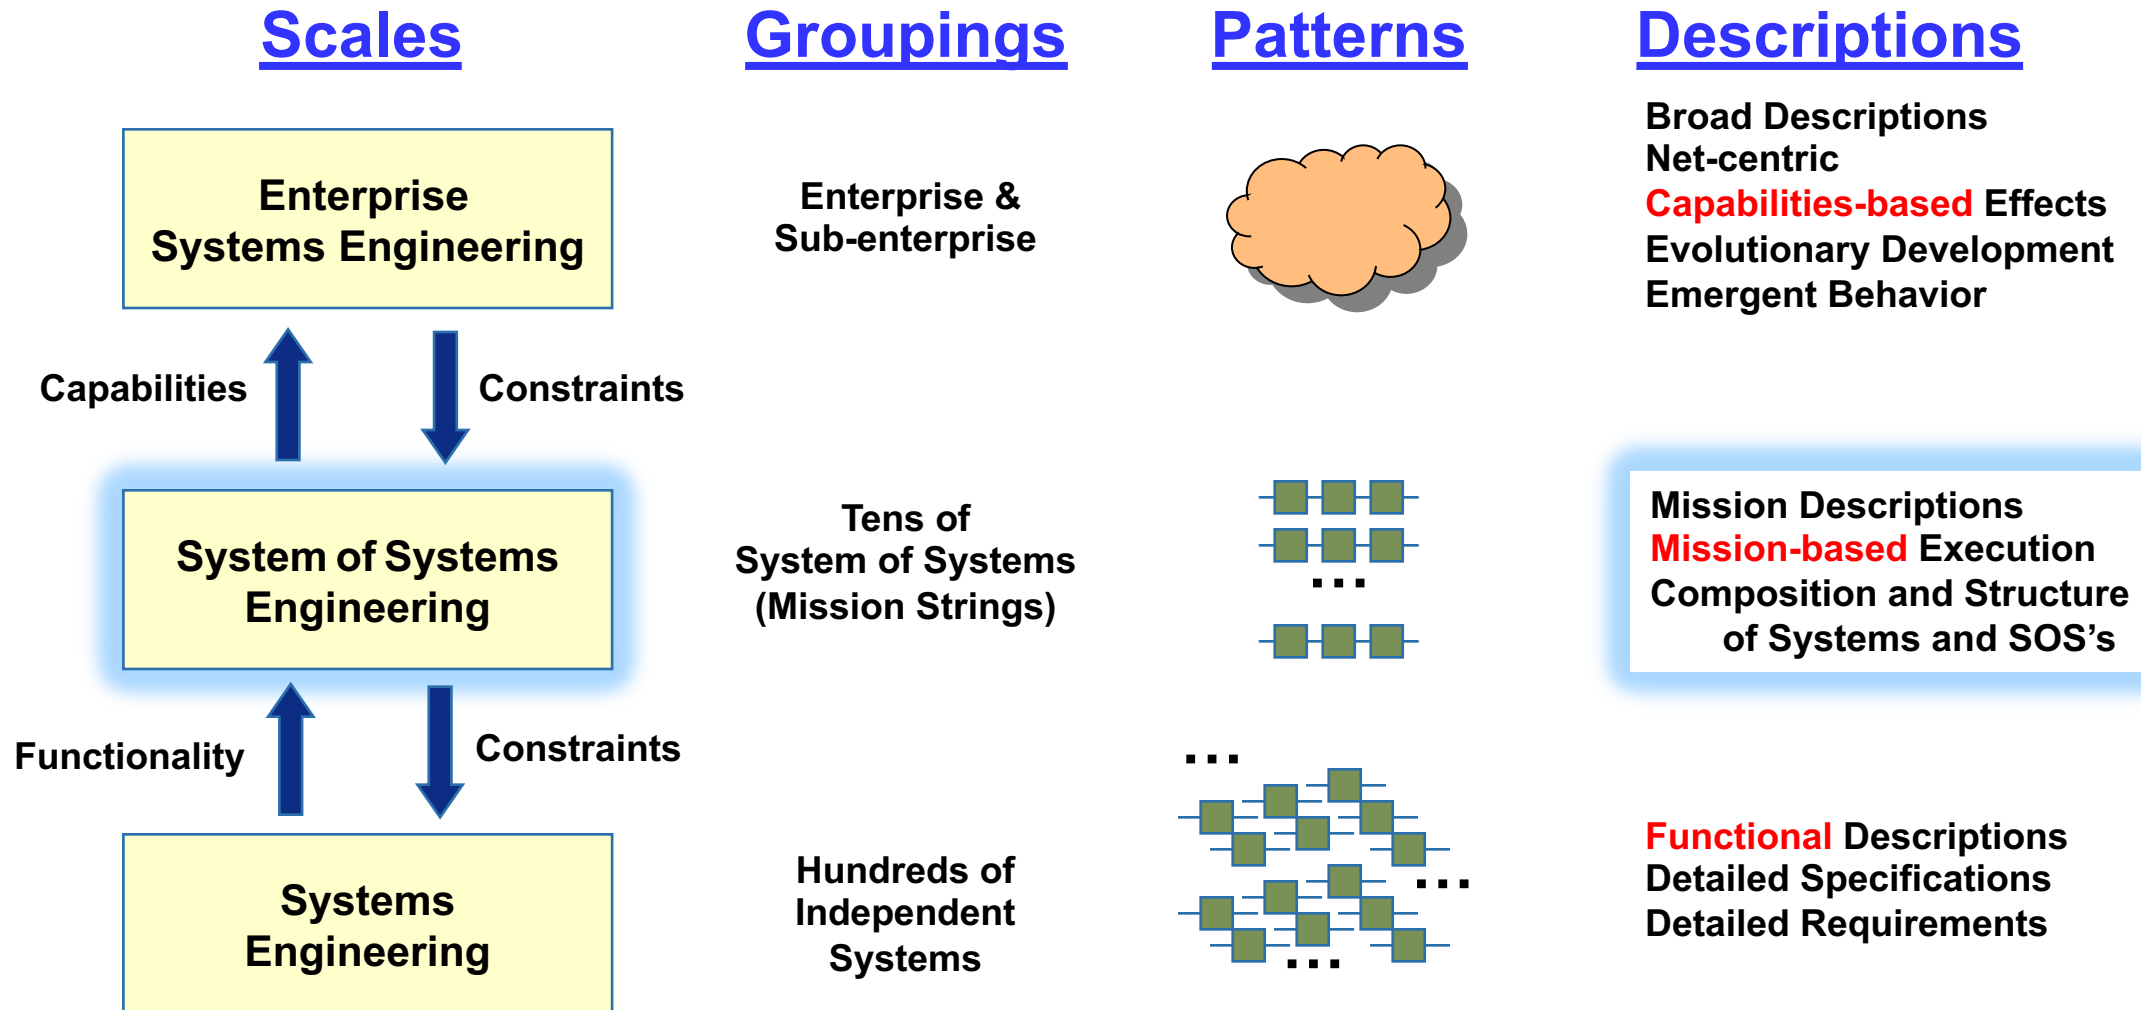 Scales
Groupings
Patterns
Descriptions
Enterprise
Systems Engineering
Enterprise &
Sub-enterprise
Broad Descriptions
Net-centric
Capabilities-based Effects
Evolutionary Development
Emergent Behavior
Capabilities
Constraints
System of Systems
Engineering
Tens of
System of Systems
(Mission Strings)
...
Mission Descriptions
Mission-based Execution
Composition and Structure
of Systems and SOS’s
Functionality
Constraints
Systems
Engineering
Hundreds of
Independent
Systems
...
...
...
Functional Descriptions
Detailed Specifications
Detailed Requirements